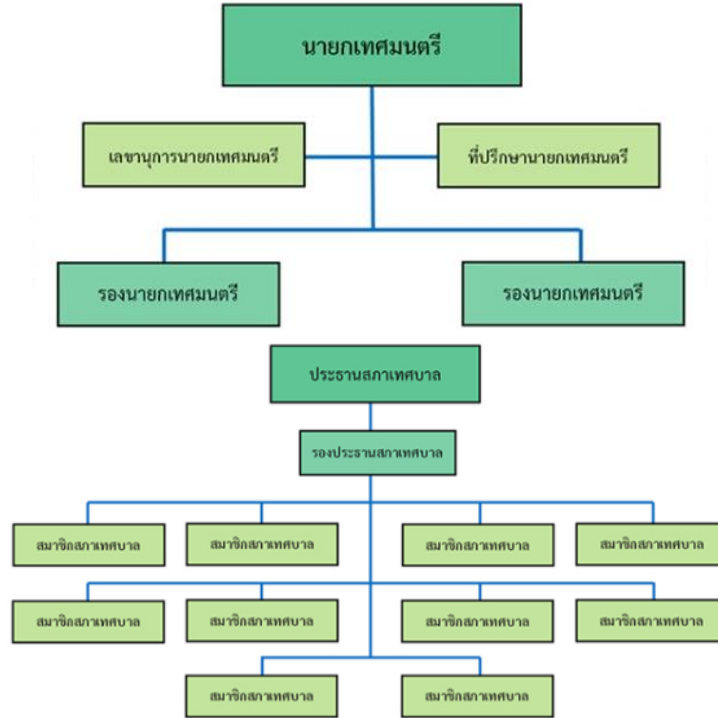 นายกเทศมนตรี
เลขานุการนายกเทศมนตรี
ที่ปรึกษานายกเทศมนตรี
รองนายกเทศมนตรี
รองนายกเทศมนตรี
ประธานสภาเทศบาล
รองประธานสภาเทศบาล
สมาชิกสภาเทศบาล
สมาชิกสภาเทศบาล
สมาชิกสภาเทศบาล
สมาชิกสภาเทศบาล
สมาชิกสภาเทศบาล
สมาชิกสภาเทศบาล
สมาชิกสภาเทศบาล
สมาชิกสภาเทศบาล
สมาชิกสภาเทศบาล
สมาชิกสภาเทศบาล